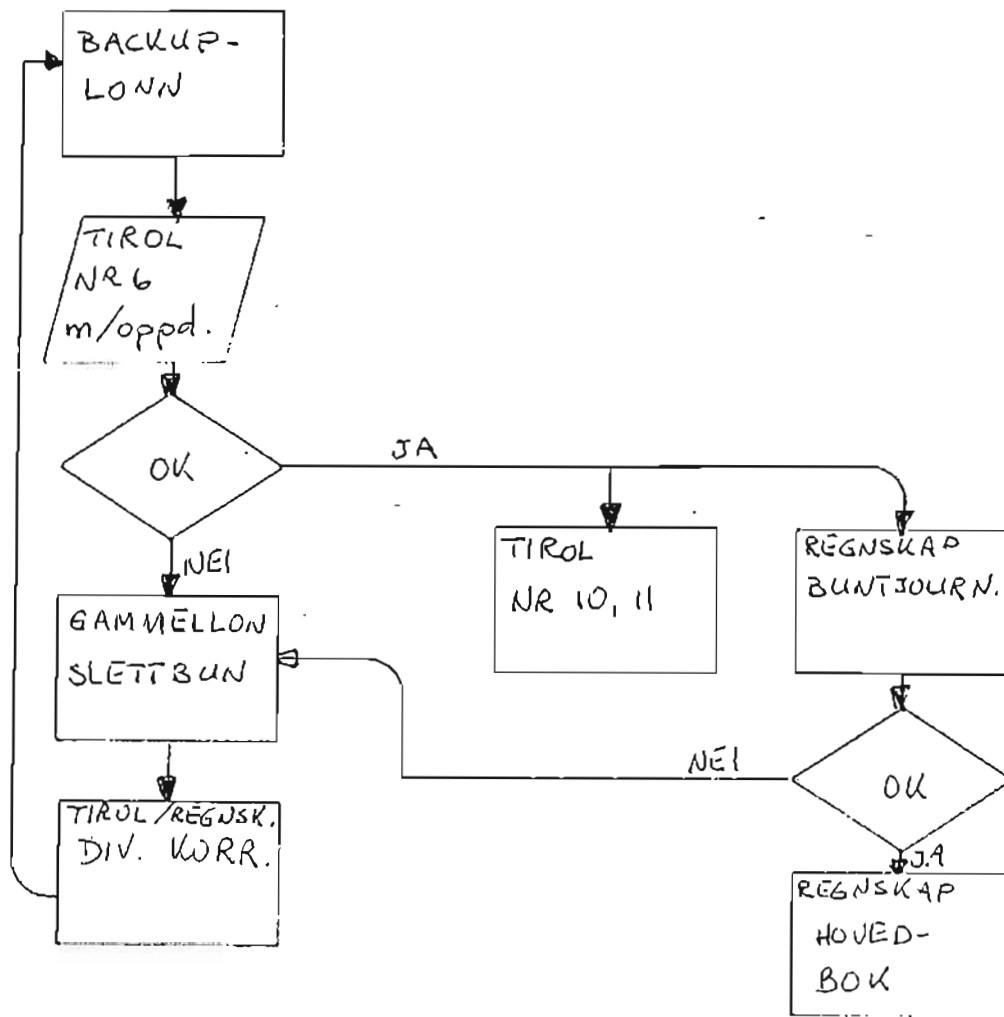 BACKUP-
LONN
TIROL
NR 6
m/oppd.
OK
JA
NEI
TIROL
NR 10, 11
REGNSKAP
BUNTJOURN.
GAMMELLON
SLETTBUN
NEI
OK
TIROL/REGNSK.
DIV. KORR.
JA
REGNSKAP
HOVED-
BOK